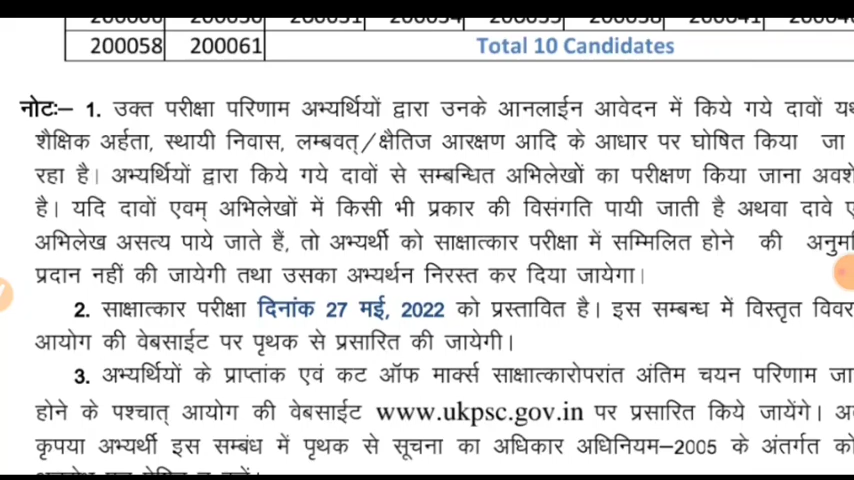 200031 200034 200035 200038 200041
200058 200061 Total 10 Candidates
नोटः– 1. उक्त परीक्षा परिणाम अभ्यर्थियों द्वारा उनके आनलाईन आवेदन में किये गये दावों
शैक्षिक अर्हता, स्थायी निवास, लम्बवत्/क्षैतिज आरक्षण आदि के आधार पर घोषित किया जा
रहा है। अभ्यर्थियों द्वारा किये गये दावों से सम्बन्धित अभिलेखों का परीक्षण किया जाना
है। यदि दावों एवम् अभिलेखों में किसी भी प्रकार की विसंगति पायी जाती है अथवा दावे
अभिलेख असत्य पाये जाते हैं, तो अभ्यर्थी को साक्षात्कार परीक्षा में सम्मिलित होने की
प्रदान नहीं की जायेगी तथा उसका अभ्यर्थन निरस्त कर दिया जायेगा।
2. साक्षात्कार परीक्षा दिनांक 27 मई, 2022 को प्रस्तावित है। इस सम्बन्ध में विस्तृत
आयोग की वेबसाईट पर पृथक से प्रसारित की जायेगी।
3. अभ्यर्थियों के प्राप्तांक एवं कट ऑफ मार्क्स साक्षात्कारोपरांत अंतिम चयन परिणाम
होने के पश्चात् आयोग की वेबसाईट www.ukpsc.gov.in पर प्रसारित किये जायेंगे।
कृपया अभ्यर्थी इस सम्बंध में पृथक से सूचना का अधिकार अधिनियम–2005 के अंतर्गत